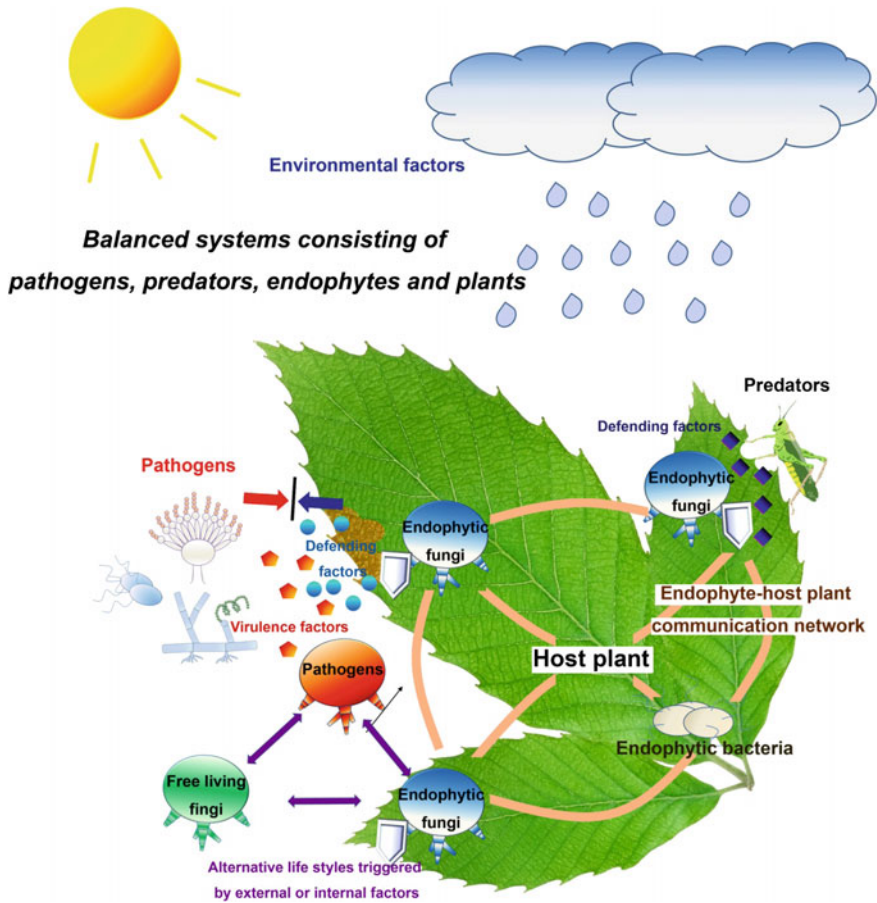 Environmental factors
Balanced systems consisting of
pathogens, predators, endophytes and plants
Predators
Defending factors
Pathogens
Endophytic
fungi
Endophytic
fungi
Defending
factors
Virulence factors
Endophyte-host plant
communication network
Host plant
Pathogens
Endophytic bacteria
Free living
fingi
Endophytic
fungi
Alternative life styles triggered
by external or internal factors